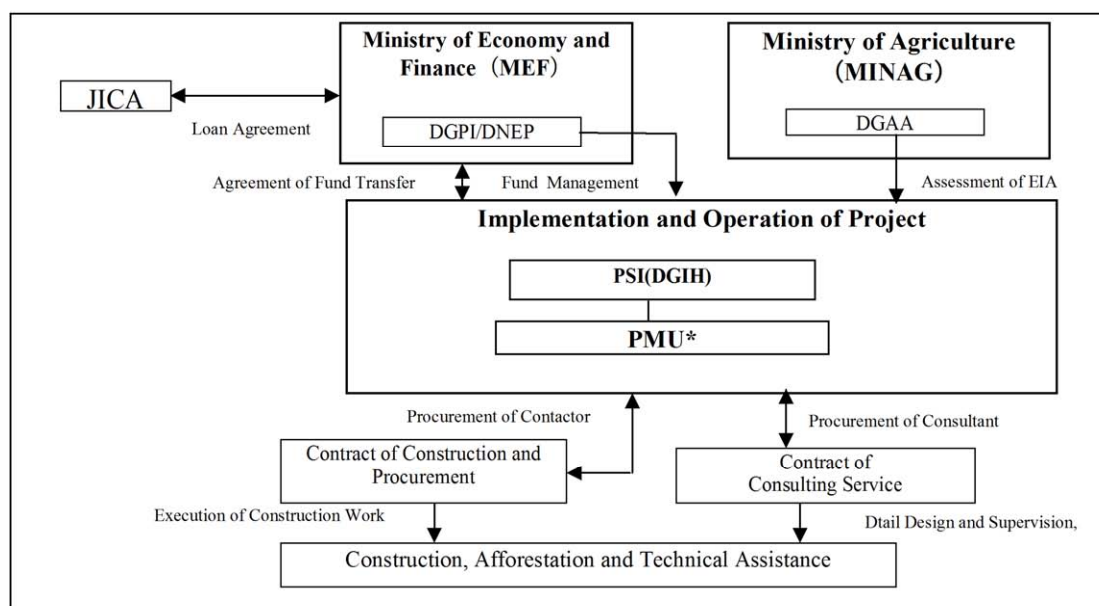 Ministry of Economy and
Finance（MEF）
Ministry of Agriculture
（MINAG）
JICA
Loan Agreement
DGPI/DNEP
DGAA
Agreement of Fund Transfer
Fund Management
Assessment of EIA
Implementation and Operation of Project
PSI(DGIH)
PMU*
Procurement of Contactor
Procurement of Consultant
Contract of Construction and
Procurement
Contract of
Consulting Service
Execution of Construction Work
Dtail Design and Supervision,
Construction, Afforestation and Technical Assistance